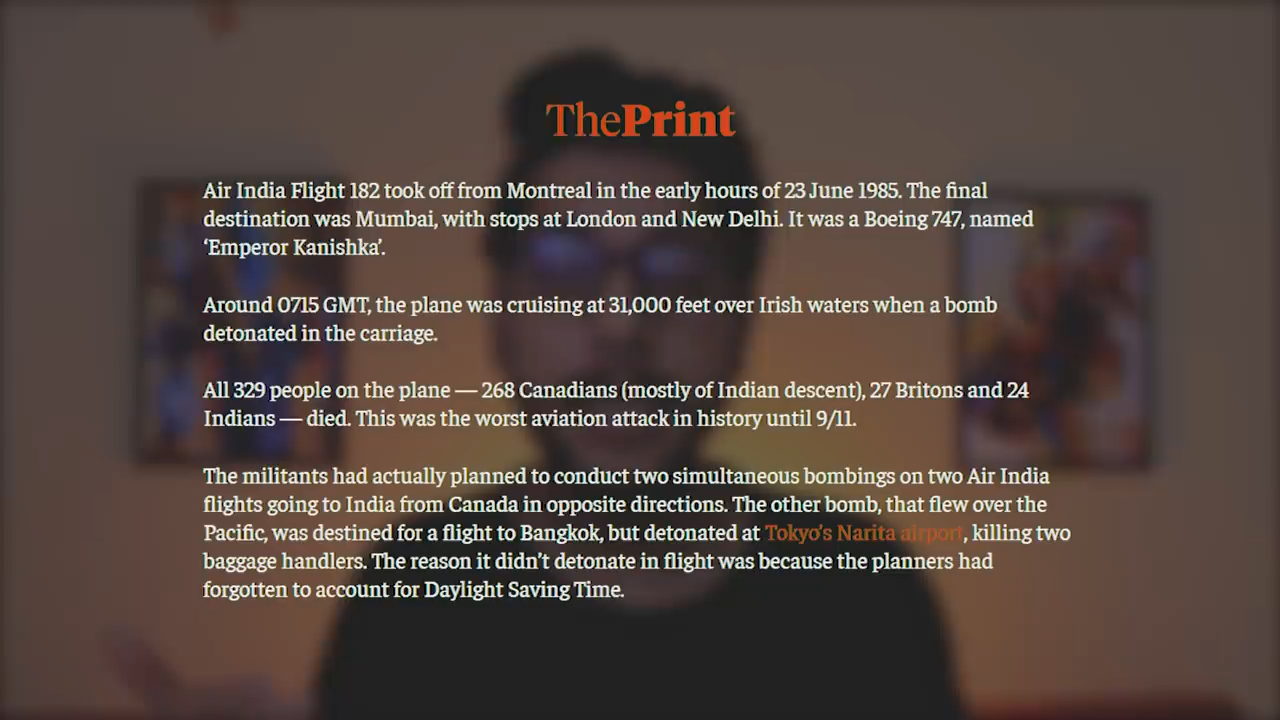 ThePrint
Air India Flight 182 took off from Montreal in the early hours of 23 June 1985. The final
destination was Mumbai, with stops at London and New Delhi. It was a Boeing 747, named
‘Emperor Kanishka’.
Around 0715 GMT, the plane was cruising at 31,000 feet over Irish waters when a bomb
detonated in the carriage.
All 329 people on the plane — 268 Canadians (mostly of Indian descent), 27 Britons and 24
Indians — died. This was the worst aviation attack in history until 9/11.
The militants had actually planned to conduct two simultaneous bombings on two Air India
flights going to India from Canada in opposite directions. The other bomb, that flew over the
Pacific, was destined for a flight to Bangkok, but detonated at Tokyo’s Narita airport, killing two
baggage handlers. The reason it didn’t detonate in flight was because the planners had
forgotten to account for Daylight Saving Time.